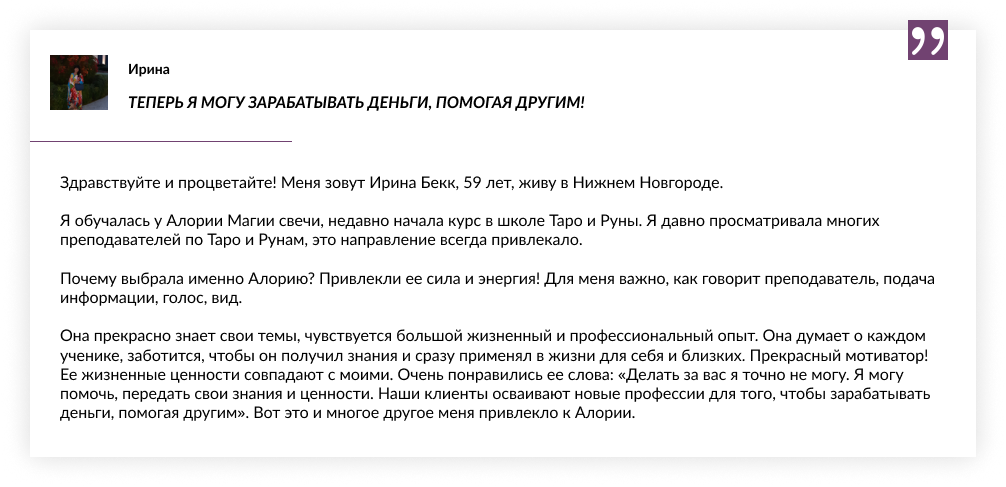 Ирина
ТЕПЕРЬ Я МОГУ ЗАРАБАТЫВАТЬ ДЕНЬГИ, ПОМОГАЯ ДРУГИМ!
Здравствуйте и процветайте! Меня зовут Ирина Бекк, 59 лет, живу в Нижнем Новгороде.
Я обучалась у Алории Магии свечи, недавно начала курс в школе Таро и Руны. Я давно просматривала многих
преподавателей по Таро и Рунам, это направление всегда привлекало.
Почему выбрала именно Алорию? Привлекли ее сила и энергия! Для меня важно, как говорит преподаватель, подача
информации, голос, вид.
Она прекрасно знает свои темы, чувствуется большой жизненный и профессиональный опыт. Она думает о каждом
ученике, заботится, чтобы он получил знания и сразу применял в жизни для себя и близких. Прекрасный мотиватор!
Ее жизненные ценности совпадают с моими. Очень понравились ее слова: «Делать за вас я точно не могу. Я могу
помочь, передать свои знания и ценности. Наши клиенты осваивают новые профессии для того, чтобы зарабатывать
деньги, помогая другим». Вот это и многое другое меня привлекло к Алории.